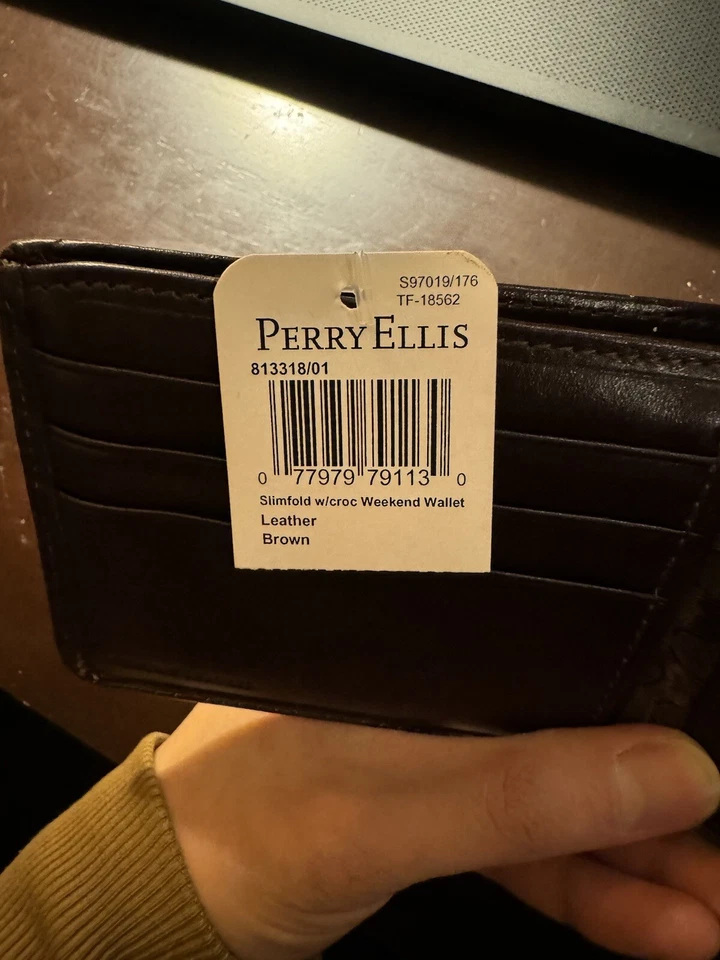 S97019/176
TF-18562
PERRY ELLIS
813318/01
0 77979 79113 0
Slimfold w/croc Weekend Wallet
Leather
Brown